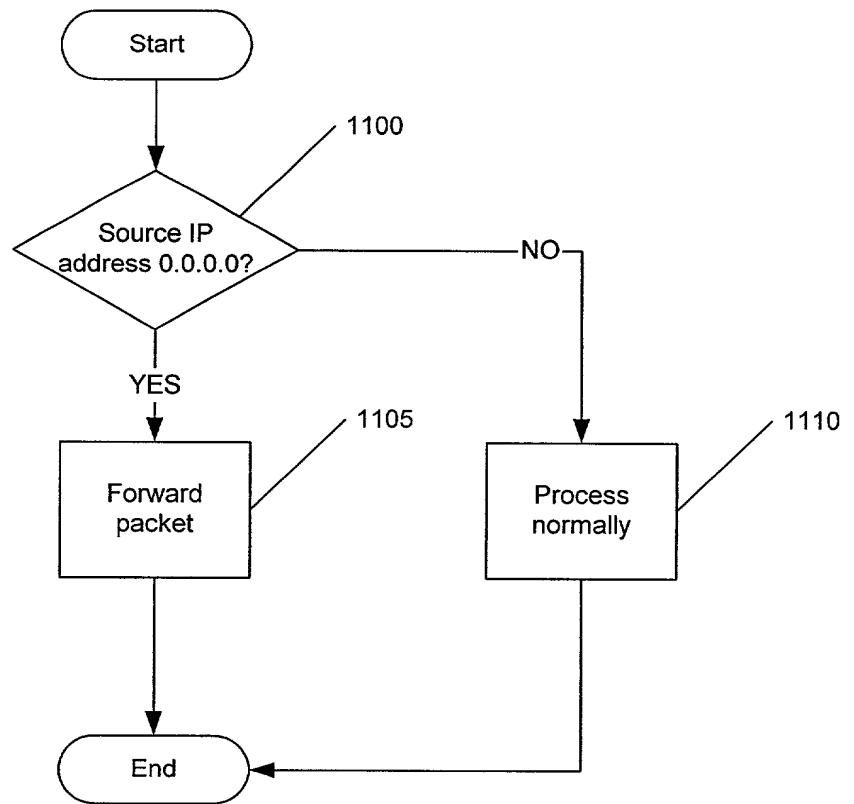 Start
1100
Source IP
address 0.0.0.0?
NO
YES
1105
1110
Forward
packet
Process
normally
End